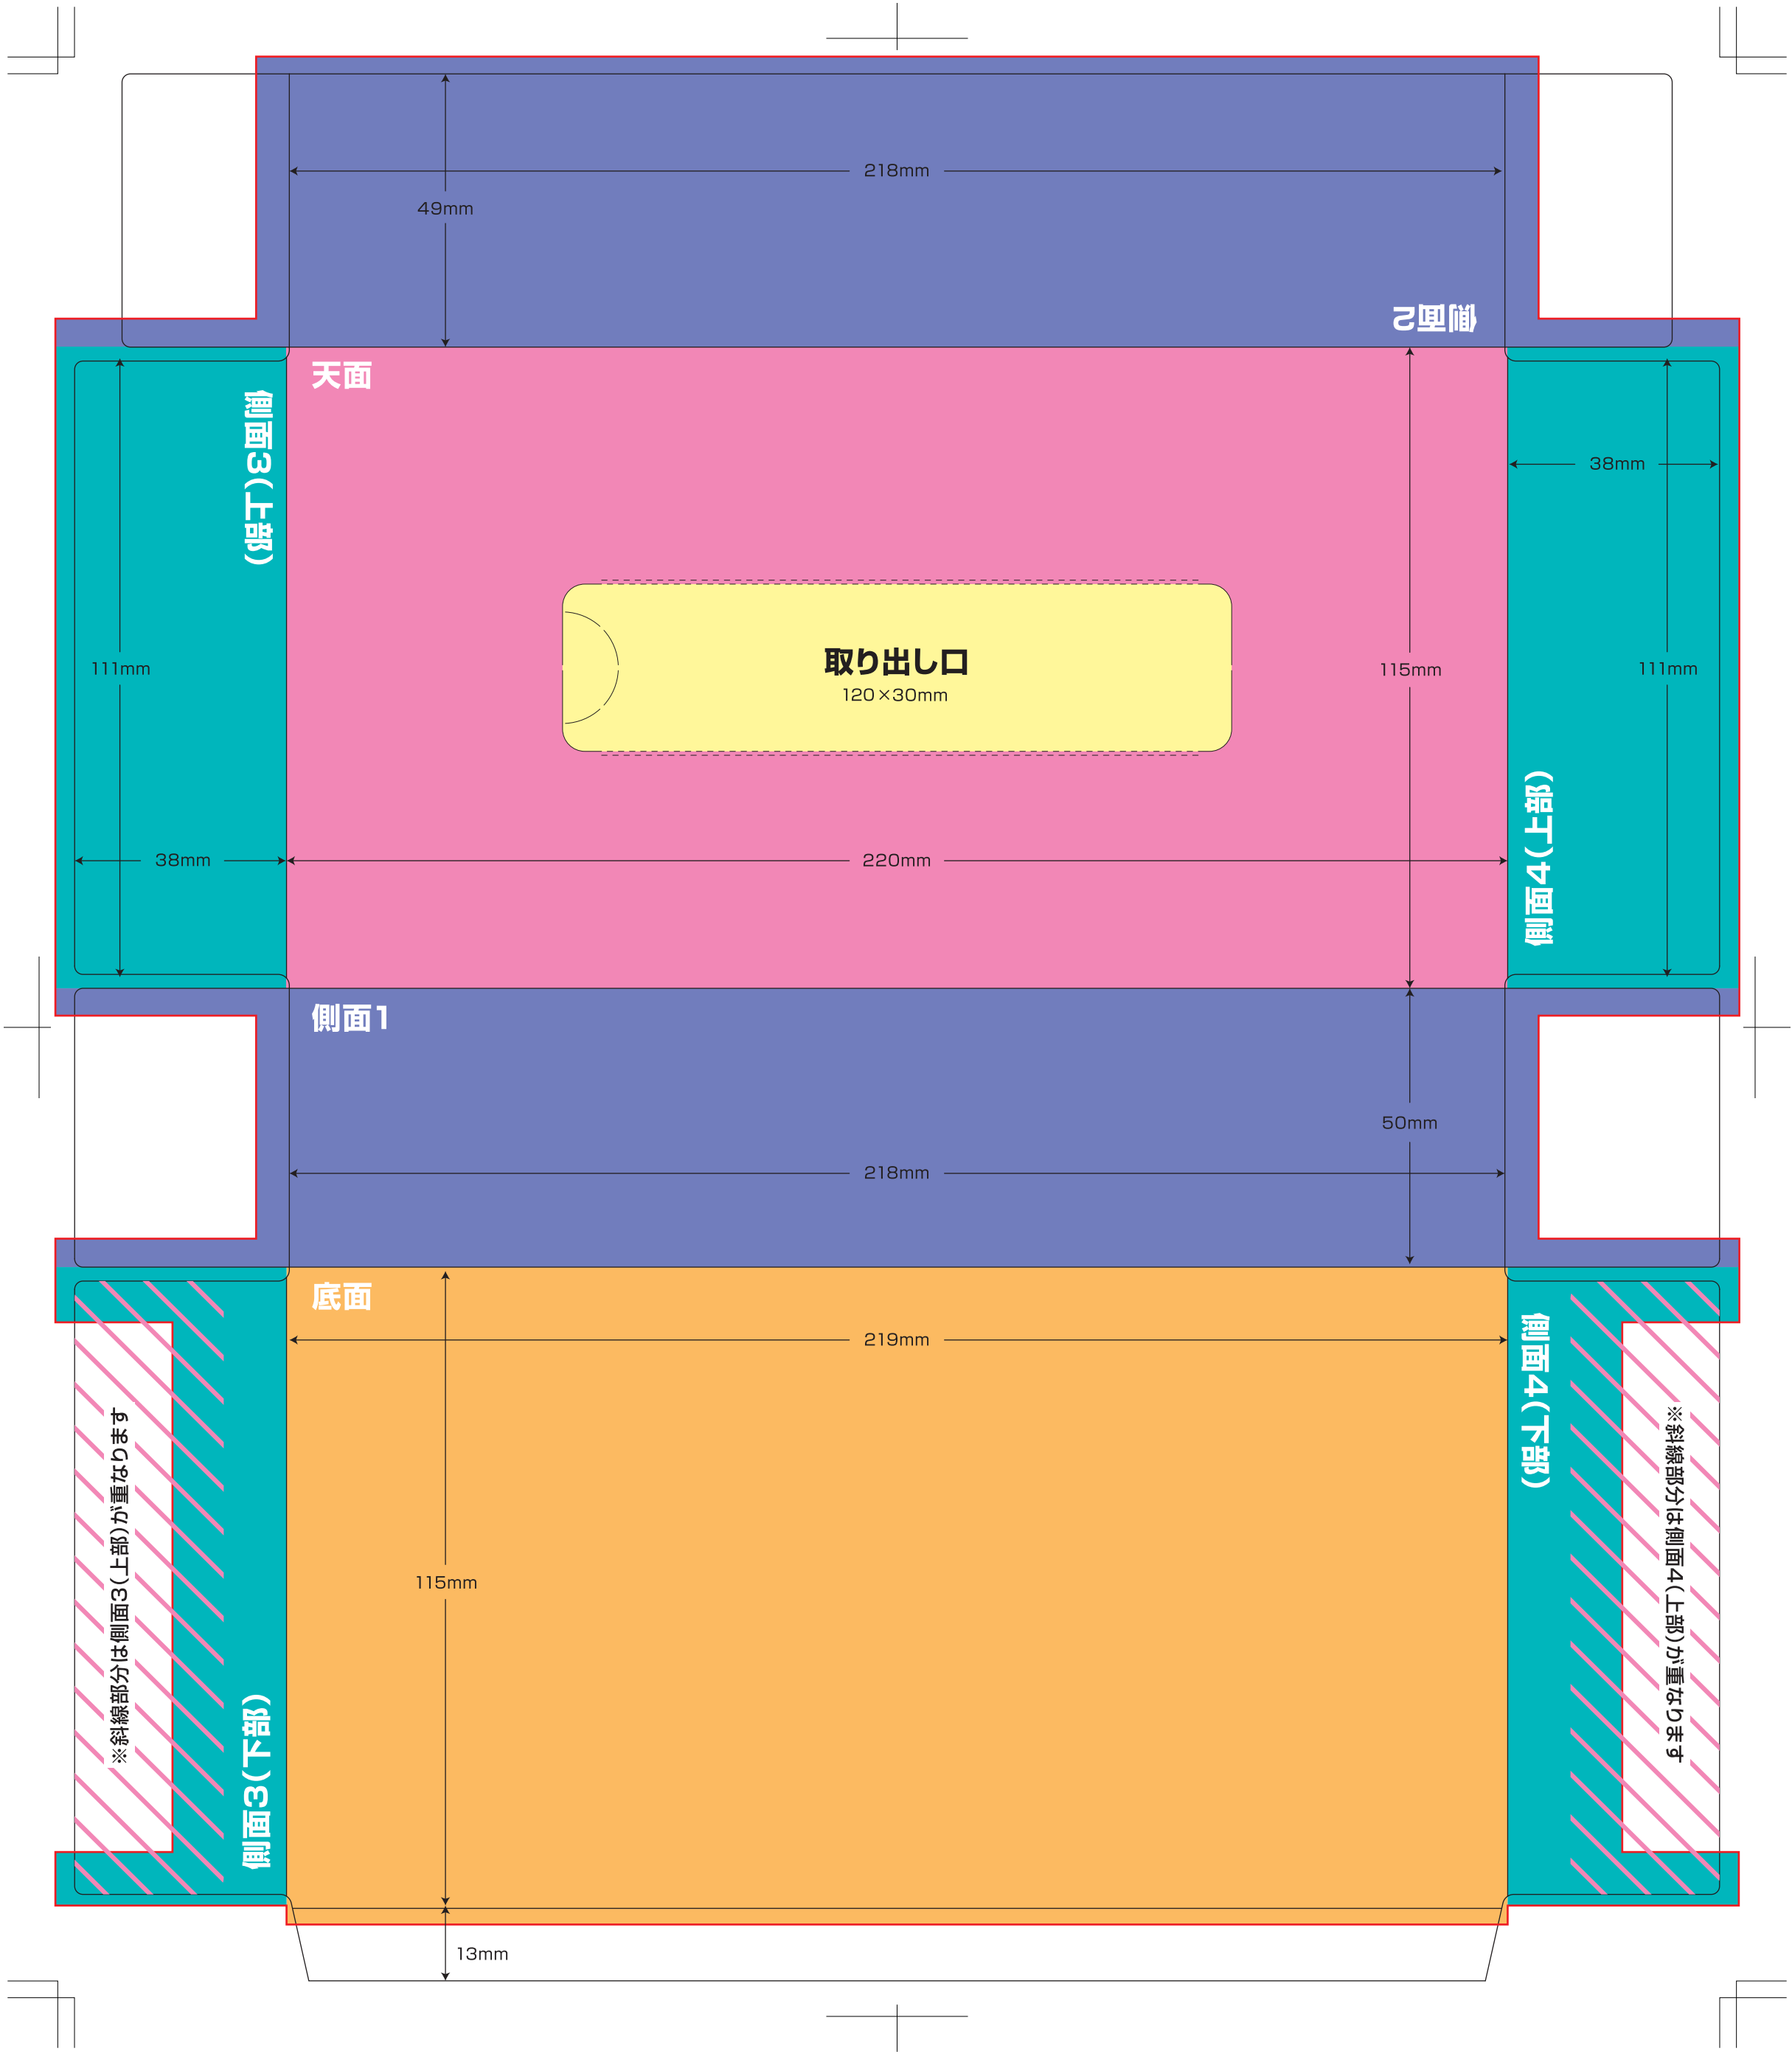 218mm
49mm
側面2
天面
側面3(上部)
38mm
取り出し口
120×30mm
111mm
115mm
111mm
側面4(上部)
38mm
220mm
側面1
50mm
218mm
底面
219mm
側面4(下部)
※斜線部分は側面3(上部)が重なります
※斜線部分は側面4(上部)が重なります
115mm
側面3(下部)
13mm